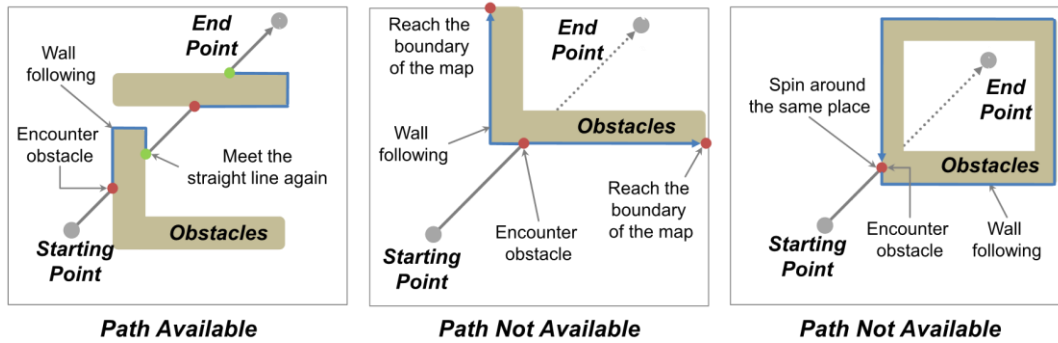 End
Point
Wall
following
Encounter
obstacle
Meet the
straight line again
Obstacles
Starting
Point
Path Available
Reach the
boundary
of the map
End
Point
Wall
following
Obstacles
Reach the
boundary
of the map
Encounter
obstacle
Starting
Point
Path Not Available
Spin around
the same place
End
Point
Obstacles
Encounter
obstacle
Wall
following
Starting
Point
Path Not Available